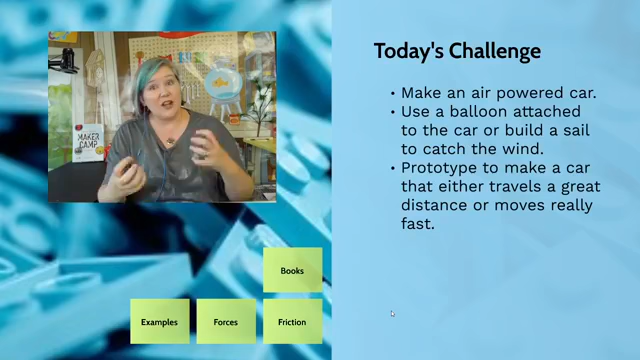 Today's Challenge
• Make an air powered car.
• Use a balloon attached
to the car or build a sail
to catch the wind.
• Prototype to make a car
that either travels a great
distance or moves really
fast.
MAKER
CAMP
Books
Examples
Forces
Friction